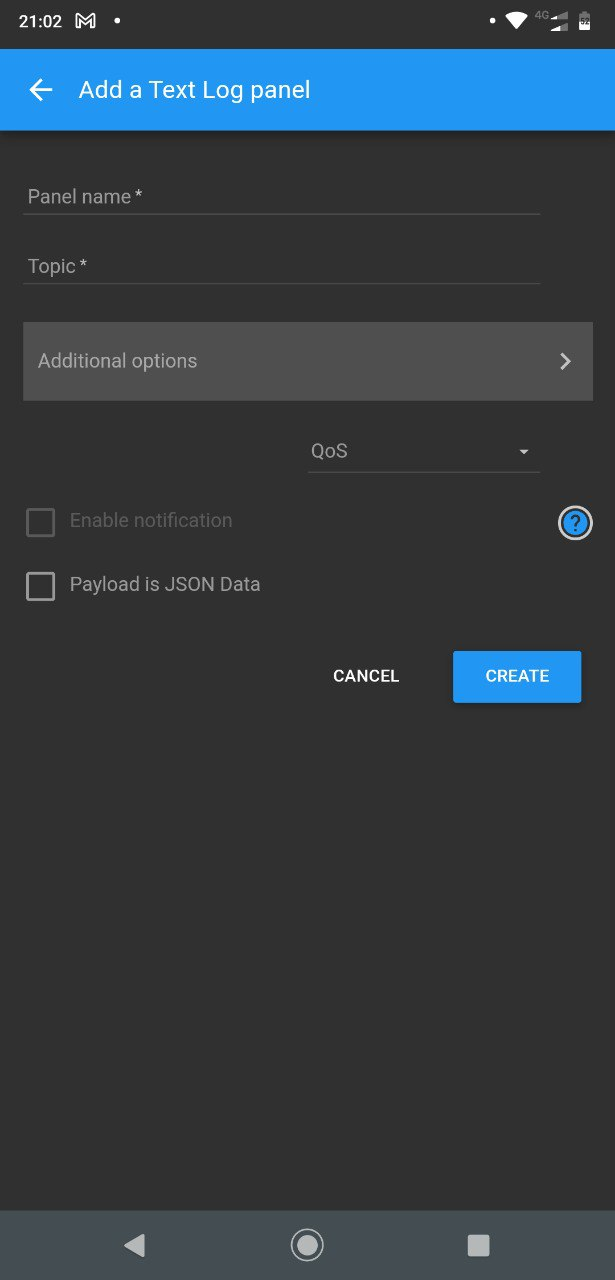 21:02
4G
52
Add a Text Log panel
Panel name *
Topic *
Additional options
QoS
Enable notification
?
Payload is JSON Data
CANCEL
CREATE